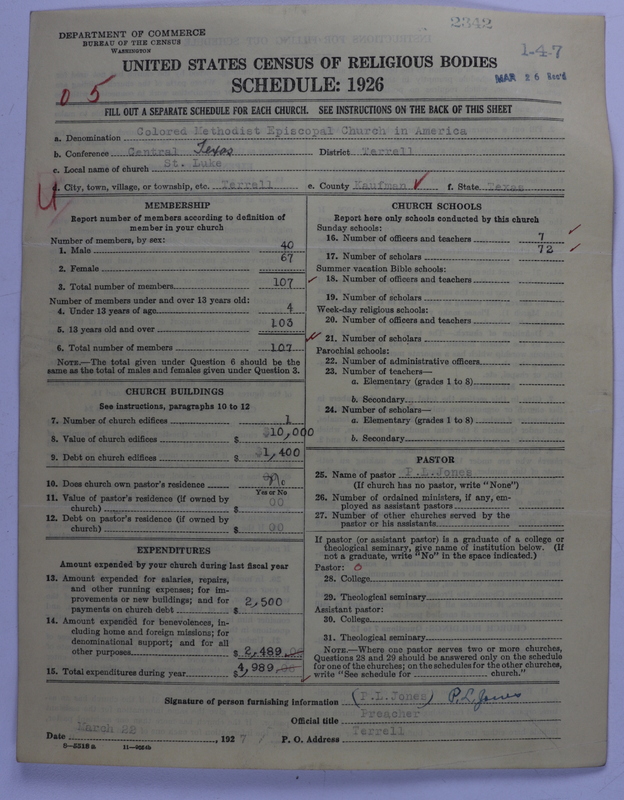 2342
DEPARTMENT OF COMMERCE
BUREAU OF THE CENSUS
WASHINGTON
1-4-7
UNITED STATES CENSUS OF RELIGIOUS BODIES
MAR 26 Rec'd
SCHEDULE: 1926
0 5
FILL OUT A SEPARATE SCHEDULE FOR EACH CHURCH. SEE INSTRUCTIONS ON THE BACK OF THIS SHEET
a. Denomination Colored Methodist Episcopal Church in America
b. Conference Central Texas District Terrell
c. Local name of church St. Luke
d. City, town, village, or township, etc. Terrell e. County Kaufman f. State Texas
MEMBERSHIP
Report number of members according to definition of
member in your church
Number of members, by sex:
1. Male 40
2. Female 67
3. Total number of members 107
Number of members under and over 13 years old:
4. Under 13 years of age 4
5. 13 years old and over 103
6. Total number of members 107
NOTE.—The total given under Question 6 should be the
same as the total of males and females given under Question 3.
CHURCH BUILDINGS
See instructions, paragraphs 10 to 12
7. Number of church edifices 1
8. Value of church edifices $ $10,000
9. Debt on church edifices $ $1,400
10. Does church own pastor's residence No
Yes or No
11. Value of pastor's residence (if owned by
church) $ 00
12. Debt on pastor's residence (if owned by
church) $ 00
EXPENDITURES
Amount expended by your church during last fiscal year
13. Amount expended for salaries, repairs,
and other running expenses; for im-
provements or new buildings; and for
payments on church debt $ 2,500
14. Amount expended for benevolences, in-
cluding home and foreign missions; for
denominational support; and for all
other purposes $ 2,489.00
15. Total expenditures during year $ 4,989.00
CHURCH SCHOOLS
Report here only schools conducted by this church
Sunday schools:
16. Number of officers and teachers 7
17. Number of scholars 72
Summer vacation Bible schools:
18. Number of officers and teachers
19. Number of scholars
Week-day religious schools:
20. Number of officers and teachers
21. Number of scholars
Parochial schools:
22. Number of administrative officers
23. Number of teachers—
a. Elementary (grades 1 to 8)
b. Secondary
24. Number of scholars—
a. Elementary (grades 1 to 8)
b. Secondary
PASTOR
25. Name of pastor P.L.Jones
(If church has no pastor, write "None")
26. Number of ordained ministers, if any, em-
ployed as assistant pastors
27. Number of other churches served by the
pastor or his assistants
If pastor (or assistant pastor) is a graduate of a college or
theological seminary, give name of institution below. (If
not a graduate, write "No" in the space indicated.)
Pastor: 0
28. College
29. Theological seminary
Assistant pastor:
30. College
31. Theological seminary
NOTE.—Where one pastor serves two or more churches,
Questions 28 and 29 should be answered only on the schedule
for one of the churches; on the schedules for the other churches,
write "See schedule for church."
Signature of person furnishing information (P.L.Jones) P.L.Jones
Official title Preacher
Date March 22, 1927 P. O. Address Terrell